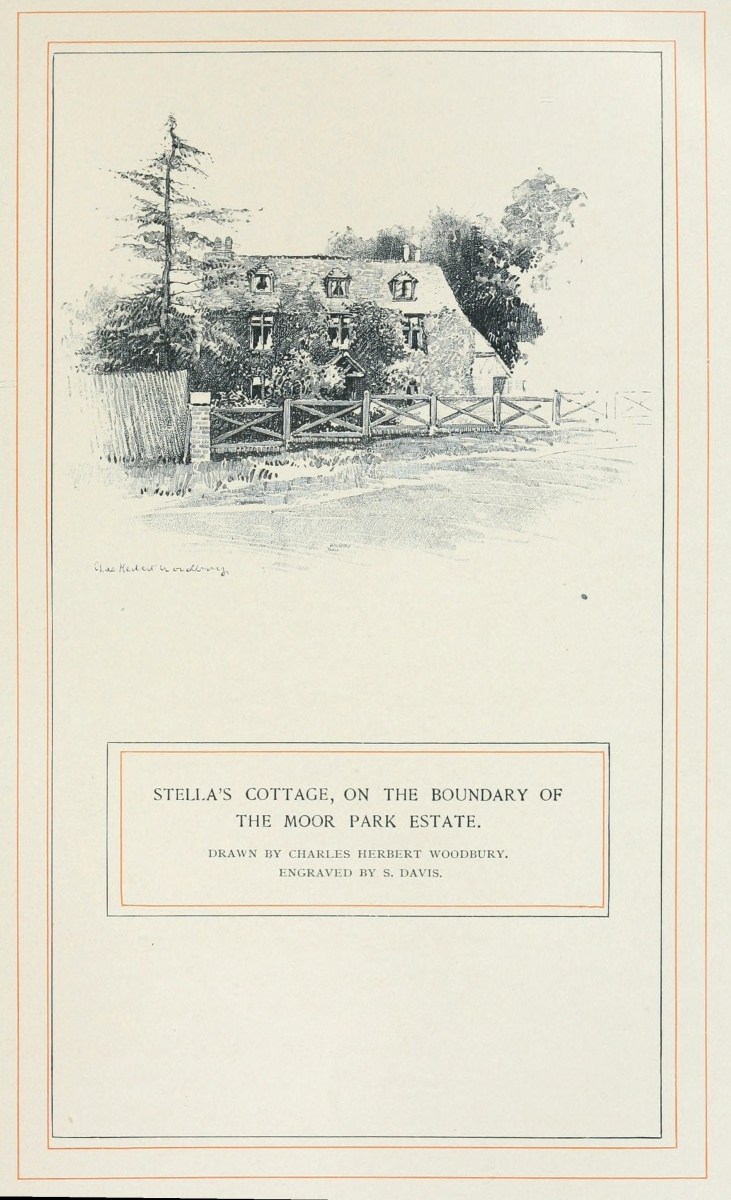 Chas Herbert Woodbury
STELLA'S COTTAGE, ON THE BOUNDARY OF
THE MOOR PARK ESTATE.
DRAWN BY CHARLES HERBERT WOODBURY.
ENGRAVED BY S. DAVIS.